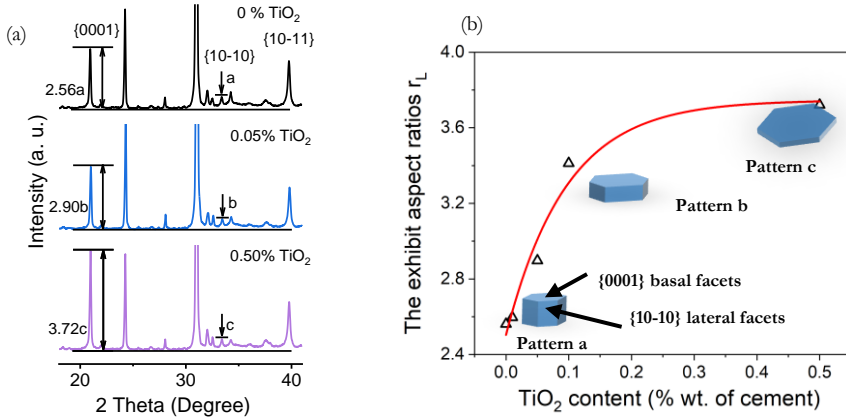 (a)
0 % TiO₂
{0001}
{10-10}
{10-11}
a
2.56a
0.05% TiO₂
b
2.90b
0.50% TiO₂
c
3.72c
Intensity (a. u.)
20 30 40
2 Theta (Degree)
(b)
4.0
3.6
3.2
2.8
2.4
The exhibit aspect ratios r_L
Pattern c
Pattern b
{0001} basal facets
{10-10} lateral facets
Pattern a
0.0 0.1 0.2 0.3 0.4 0.5
TiO₂ content (% wt. of cement)